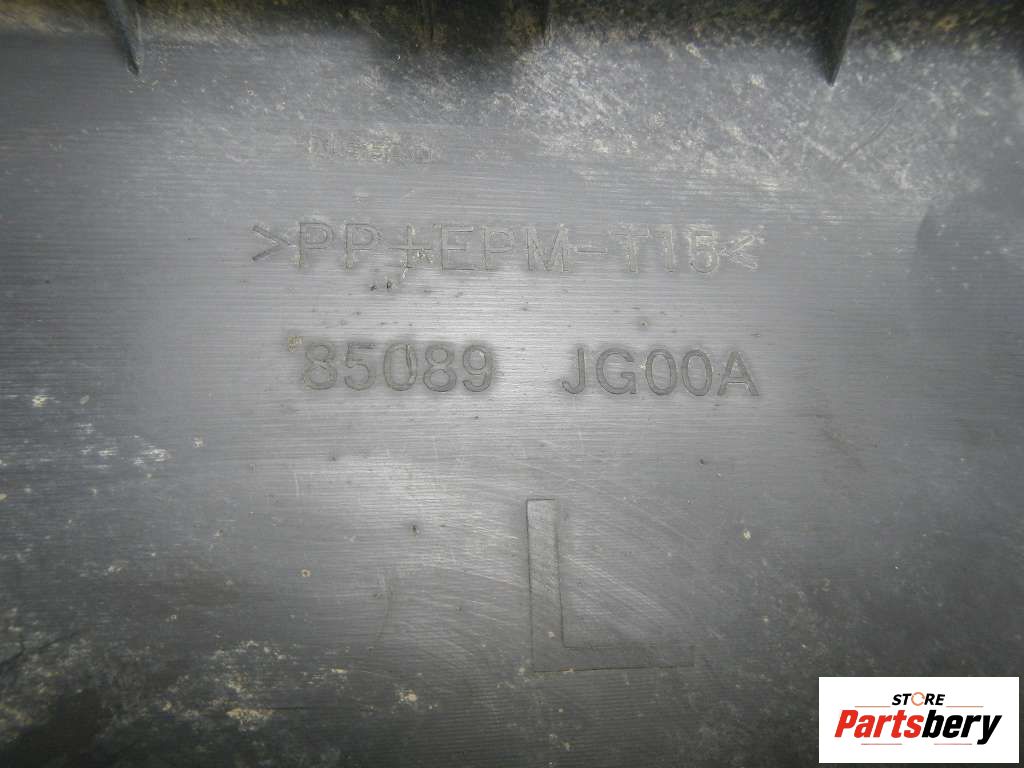 >PP+EPM-T15<
85089 JG00A
L
STORE
Partsbery